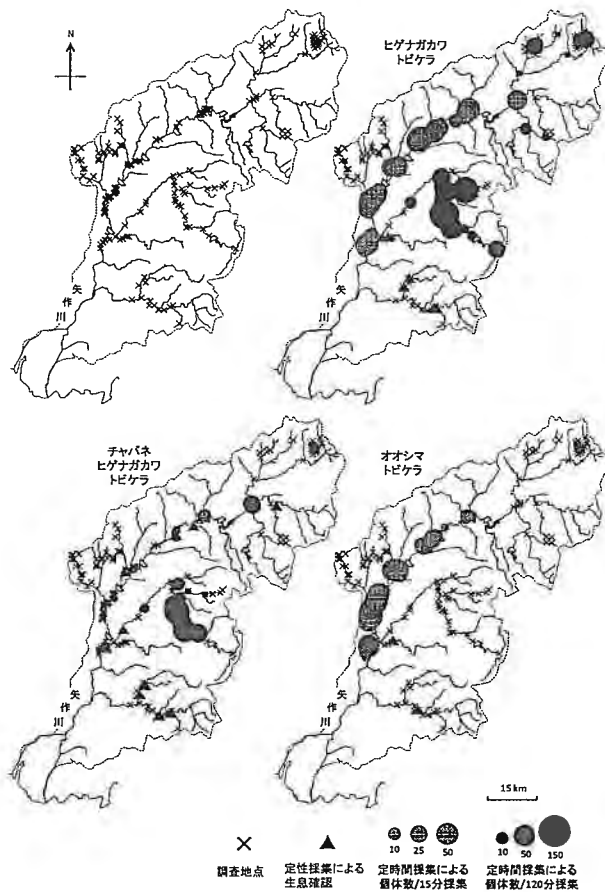 N
矢作川
ヒゲナガカワ
トビケラ
矢作川
チャバネ
ヒゲナガカワ
トビケラ
矢作川
オオシマ
トビケラ
矢作川
15km
調査地点
定性採集による
生息確認
10 25 50
定時間採集による
個体数/15分採集
10 50 150
定時間採集による
個体数/120分採集